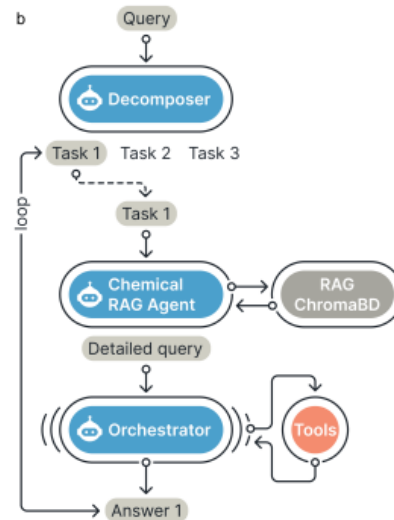 b
Query
Decomposer
Task 1 Task 2 Task 3
loop
Task 1
Chemical
RAG Agent
RAG
ChromaBD
Detailed query
Orchestrator
Tools
Answer 1